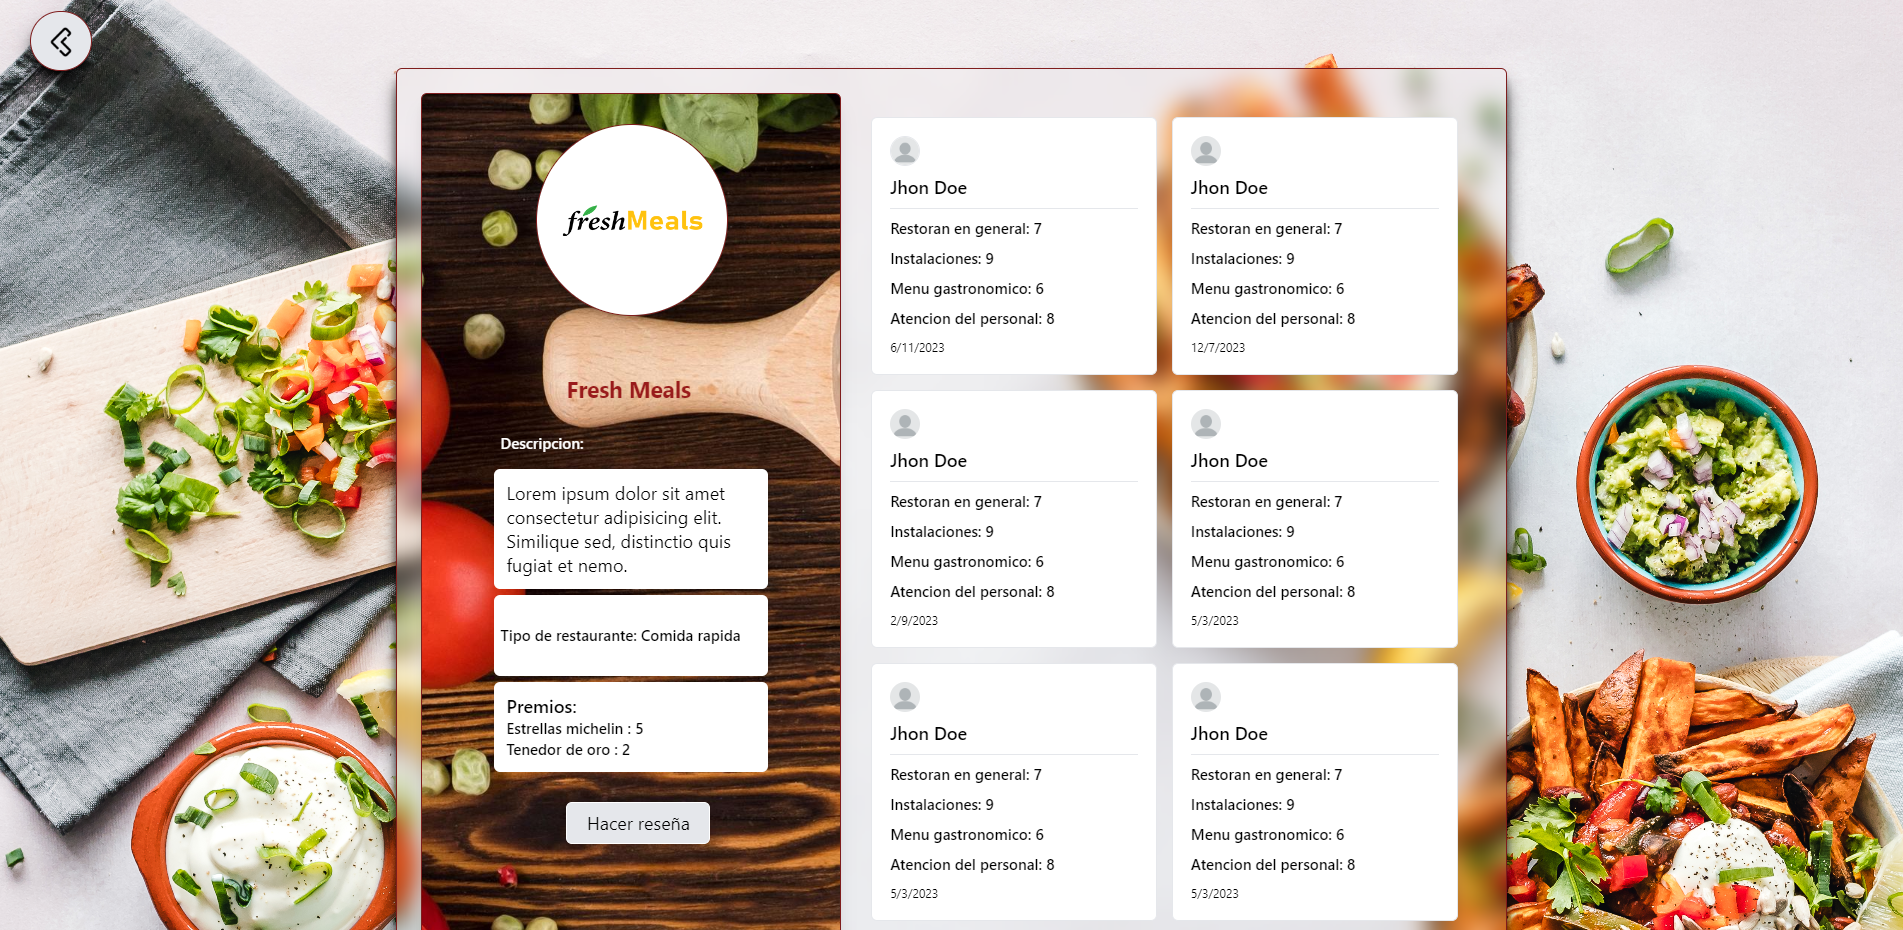 freshMeals
Fresh Meals
Descripcion:
Lorem ipsum dolor sit amet
consectetur adipisicing elit.
Similique sed, distinctio quis
fugiat et nemo.
Tipo de restaurante: Comida rapida
Premios:
Estrellas michelin : 5
Tenedor de oro : 2
Hacer reseña
Jhon Doe
Restoran en general: 7
Instalaciones: 9
Menu gastronomico: 6
Atencion del personal: 8
6/11/2023
Jhon Doe
Restoran en general: 7
Instalaciones: 9
Menu gastronomico: 6
Atencion del personal: 8
12/7/2023
Jhon Doe
Restoran en general: 7
Instalaciones: 9
Menu gastronomico: 6
Atencion del personal: 8
2/9/2023
Jhon Doe
Restoran en general: 7
Instalaciones: 9
Menu gastronomico: 6
Atencion del personal: 8
5/3/2023
Jhon Doe
Restoran en general: 7
Instalaciones: 9
Menu gastronomico: 6
Atencion del personal: 8
5/3/2023
Jhon Doe
Restoran en general: 7
Instalaciones: 9
Menu gastronomico: 6
Atencion del personal: 8
5/3/2023